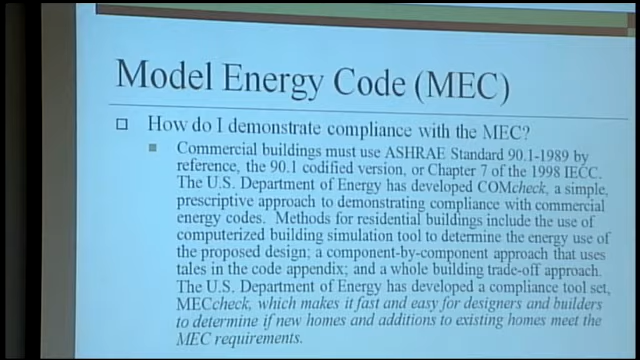 Model Energy Code (MEC)
How do I demonstrate compliance with the MEC?
Commercial buildings must use ASHRAE Standard 90.1-1989 by
reference, the 90.1 codified version, or Chapter 7 of the 1998 IECC.
The U.S. Department of Energy has developed COMcheck, a simple,
prescriptive approach to demonstrating compliance with commercial
energy codes. Methods for residential buildings include the use of
computerized building simulation tool to determine the energy use of
the proposed design; a component-by-component approach that uses
tales in the code appendix; and a whole building trade-off approach.
The U.S. Department of Energy has developed a compliance tool set,
MECcheck, which makes it fast and easy for designers and builders
to determine if new homes and additions to existing homes meet the
MEC requirements.